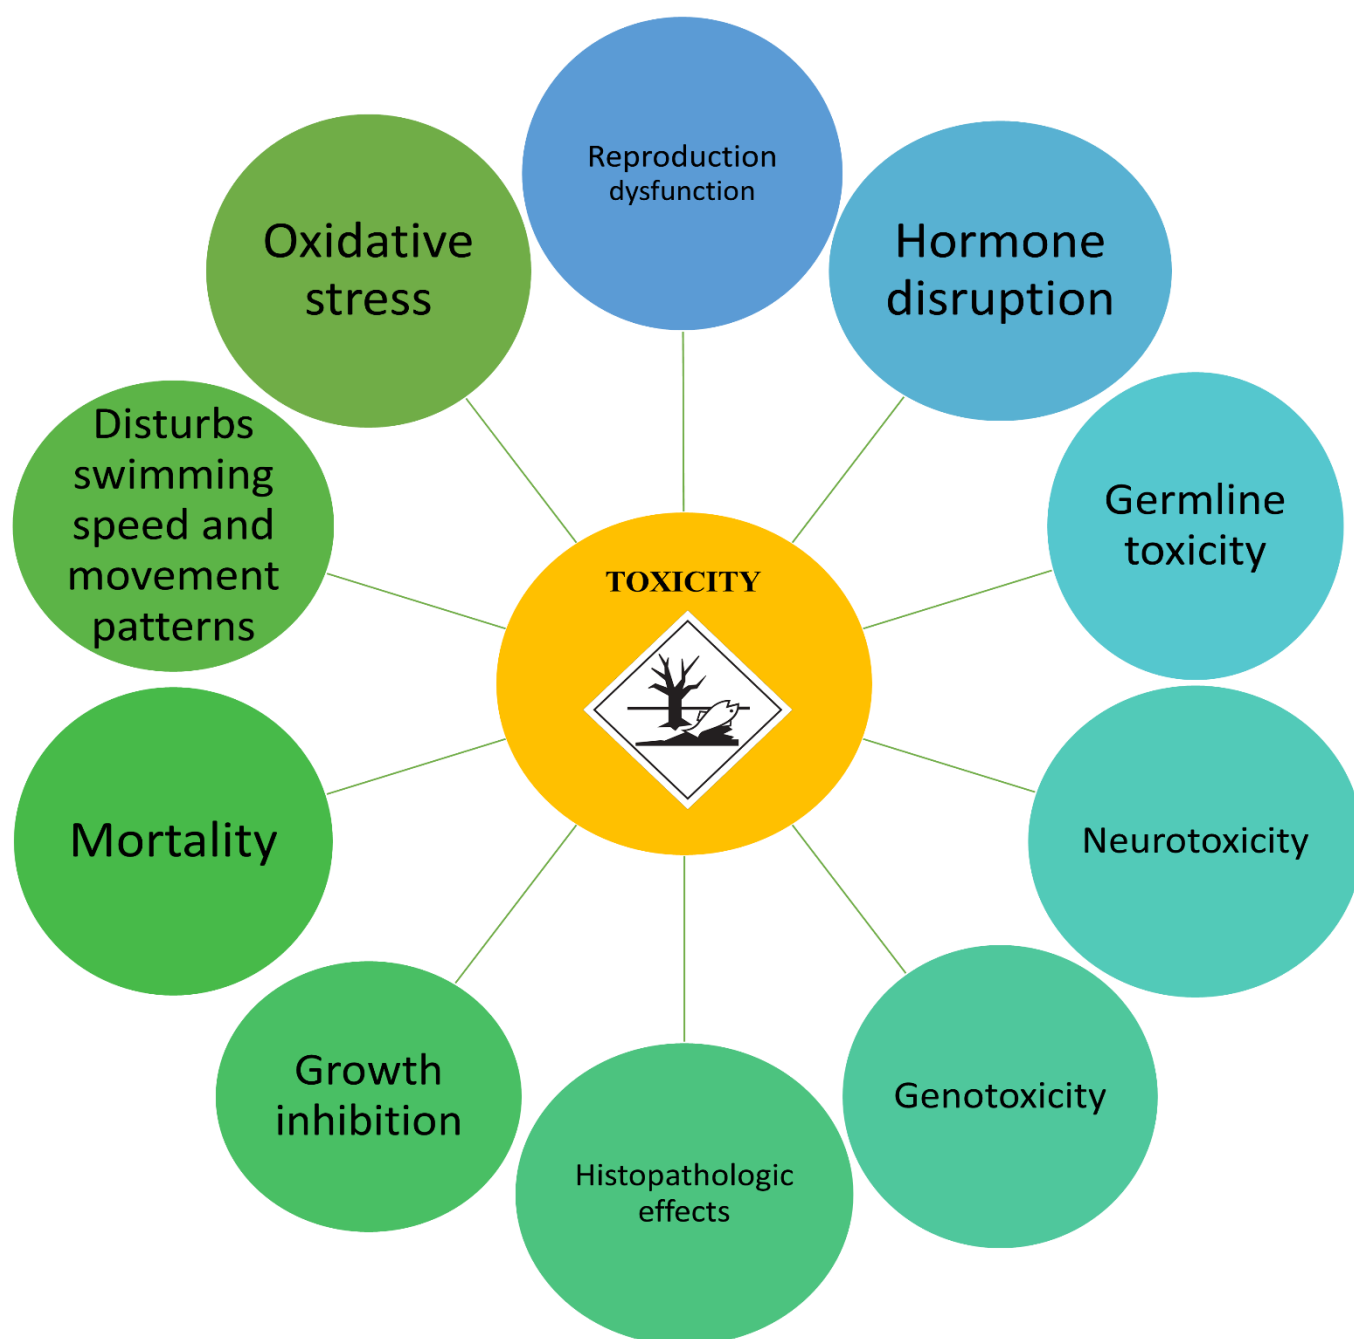 Reproduction
dysfunction
Hormone
disruption
Germline
toxicity
Neurotoxicity
Genotoxicity
Histopathologic
effects
Growth
inhibition
Mortality
Disturbs
swimming
speed and
movement
patterns
Oxidative
stress
TOXICITY